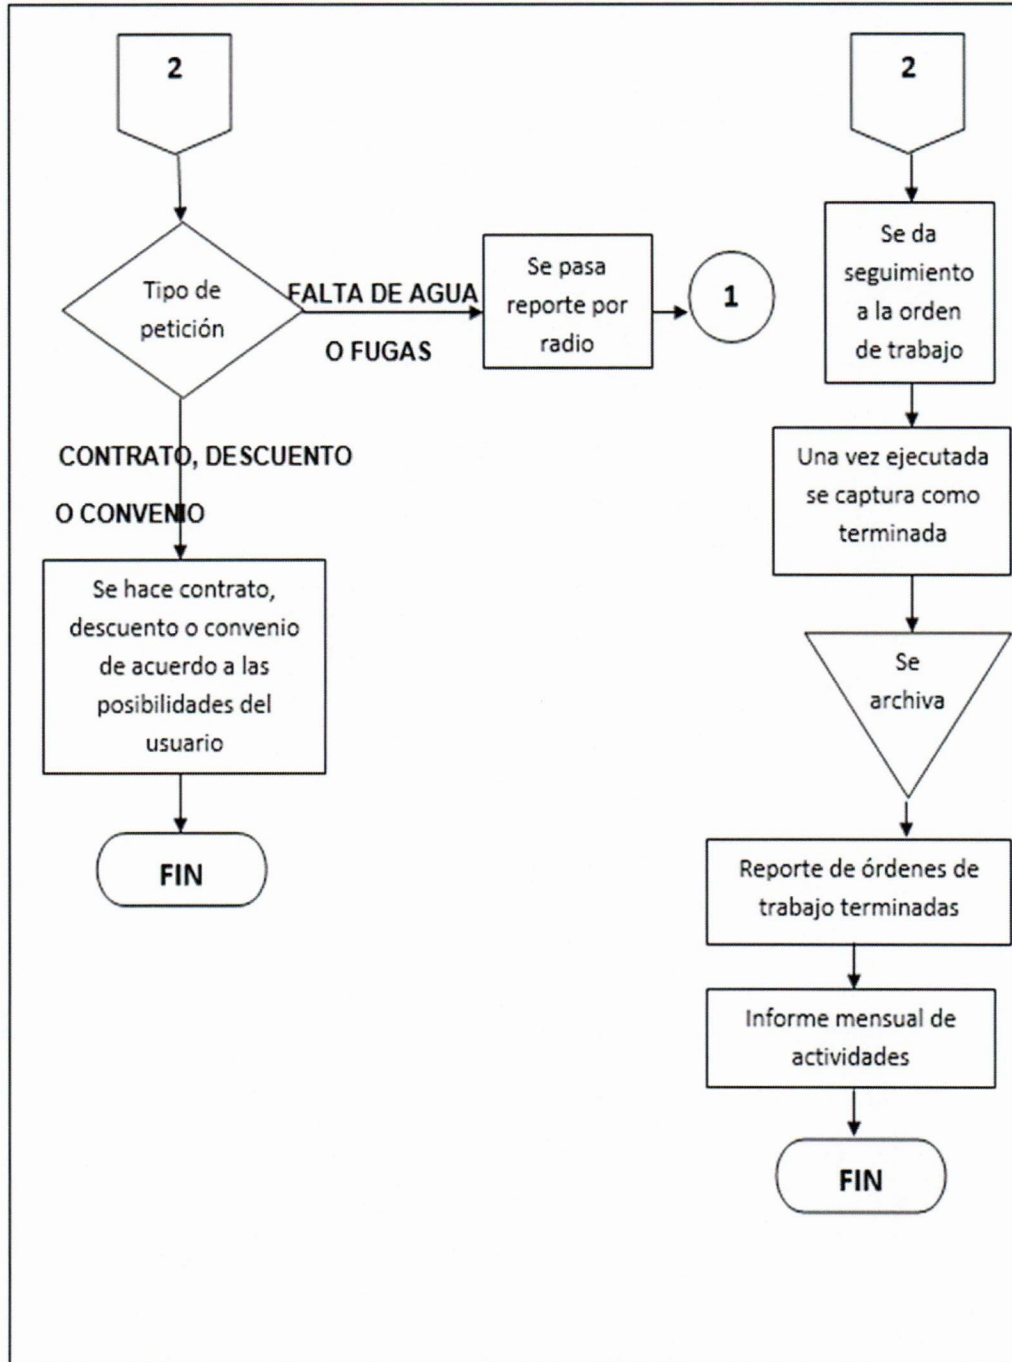 2
Tipo de
petición
FALTA DE AGUA
O FUGAS
Se pasa
reporte por
radio
1
CONTRATO, DESCUENTO
O CONVENIO
Se hace contrato,
descuento o convenio
de acuerdo a las
posibilidades del
usuario
FIN
2
Se da
seguimiento
a la orden
de trabajo
Una vez ejecutada
se captura como
terminada
Se
archiva
Reporte de órdenes de
trabajo terminadas
Informe mensual de
actividades
FIN